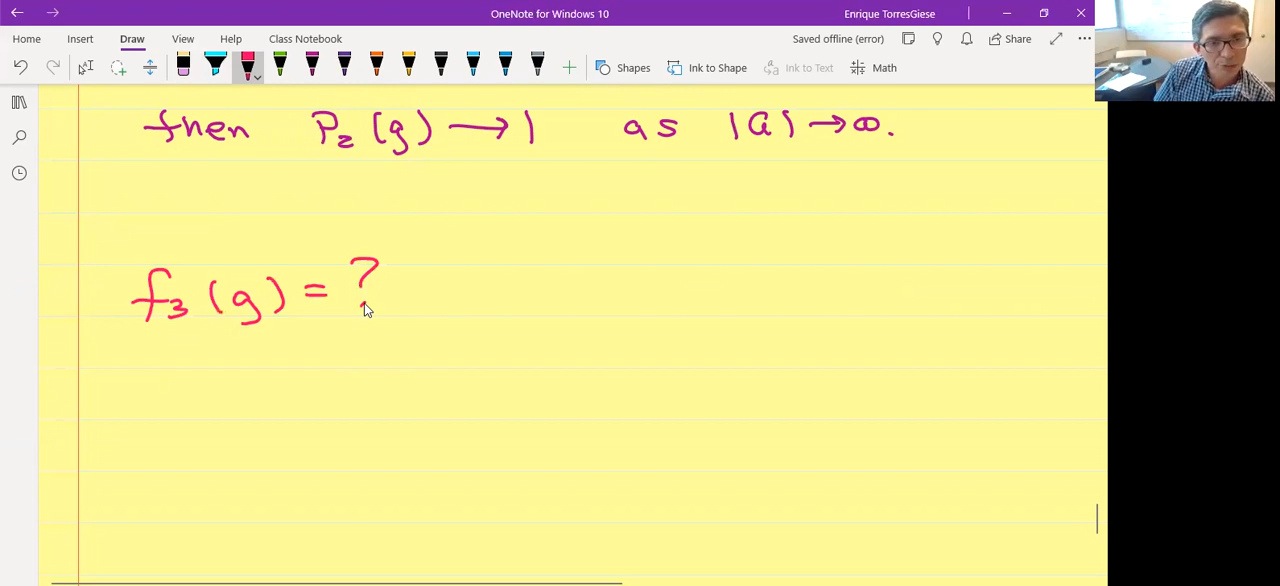 OneNote for Windows 10
Enrique TorresGiese
Home Insert Draw View Help Class Notebook
Saved offline (error)
Share
Shapes
Ink to Shape
Ink to Text
Math
then P₂(g) → 1 as |G| → ∞.
f₃(g) = ?